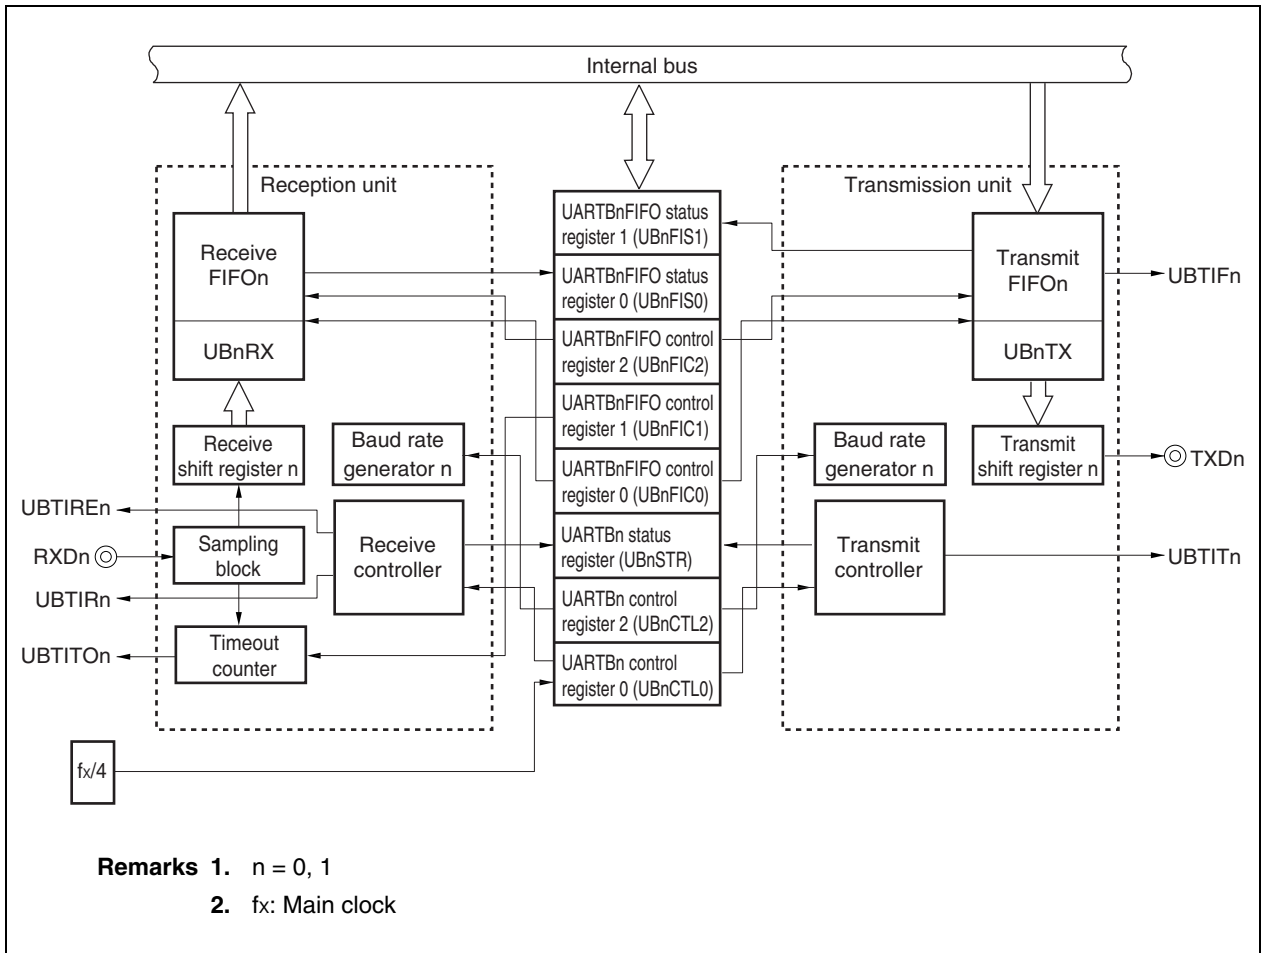 Internal bus
Reception unit
Transmission unit
Receive
FIFOn
UBnRX
Receive
shift register n
Baud rate
generator n
UBTIREn
RXDn
Sampling
block
Receive
controller
UBTIRn
UBTITOn
Timeout
counter
fx/4
UARTBnFIFO status
register 1 (UBnFIS1)
UARTBnFIFO status
register 0 (UBnFIS0)
UARTBnFIFO control
register 2 (UBnFIC2)
UARTBnFIFO control
register 1 (UBnFIC1)
UARTBnFIFO control
register 0 (UBnFIC0)
UARTBn status
register (UBnSTR)
UARTBn control
register 2 (UBnCTL2)
UARTBn control
register 0 (UBnCTL0)
Transmit
FIFOn
UBnTX
UBTIFn
Baud rate
generator n
Transmit
shift register n
TXDn
Transmit
controller
UBTITn
Remarks 1. n = 0, 1
2. fx: Main clock